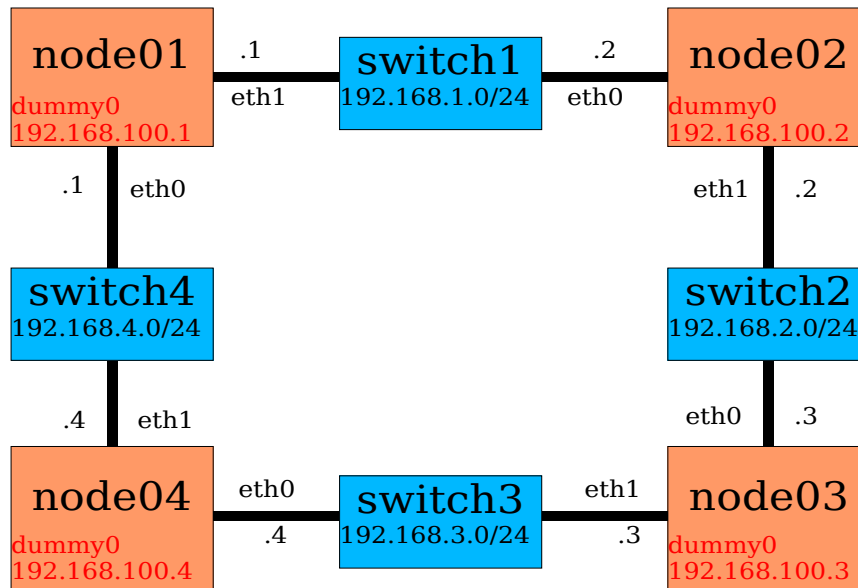 node01
dummy0
192.168.100.1
.1
eth1
switch1
192.168.1.0/24
.2
eth0
node02
dummy0
192.168.100.2
.1
eth0
eth1
.2
switch4
192.168.4.0/24
switch2
192.168.2.0/24
.4
eth1
eth0
.3
node04
dummy0
192.168.100.4
eth0
.4
switch3
192.168.3.0/24
eth1
.3
node03
dummy0
192.168.100.3